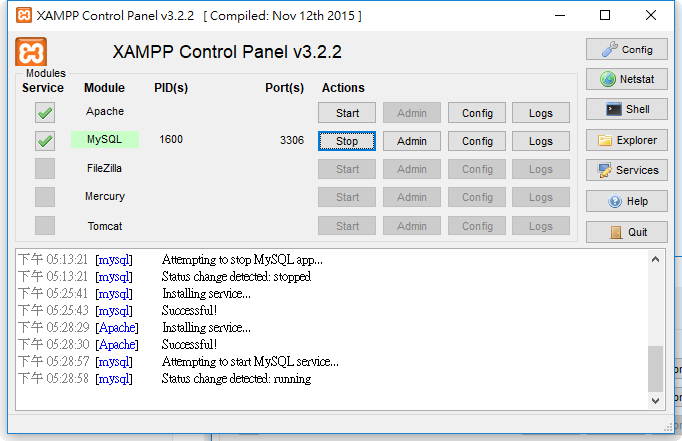 XAMPP Control Panel v3.2.2 [ Compiled: Nov 12th 2015 ]
XAMPP Control Panel v3.2.2
Config
Modules
Service Module PID(s) Port(s) Actions
Netstat
Apache Start Admin Config Logs
Shell
MySQL 1600 3306 Stop Admin Config Logs
Explorer
FileZilla Start Admin Config Logs
Services
Mercury Start Admin Config Logs
Help
Tomcat Start Admin Config Logs
Quit
下午 05:13:21 [mysql] Attempting to stop MySQL app...
下午 05:13:21 [mysql] Status change detected: stopped
下午 05:25:41 [mysql] Installing service...
下午 05:25:43 [mysql] Successful!
下午 05:28:29 [Apache] Installing service...
下午 05:28:30 [Apache] Successful!
下午 05:28:57 [mysql] Attempting to start MySQL service...
下午 05:28:58 [mysql] Status change detected: running